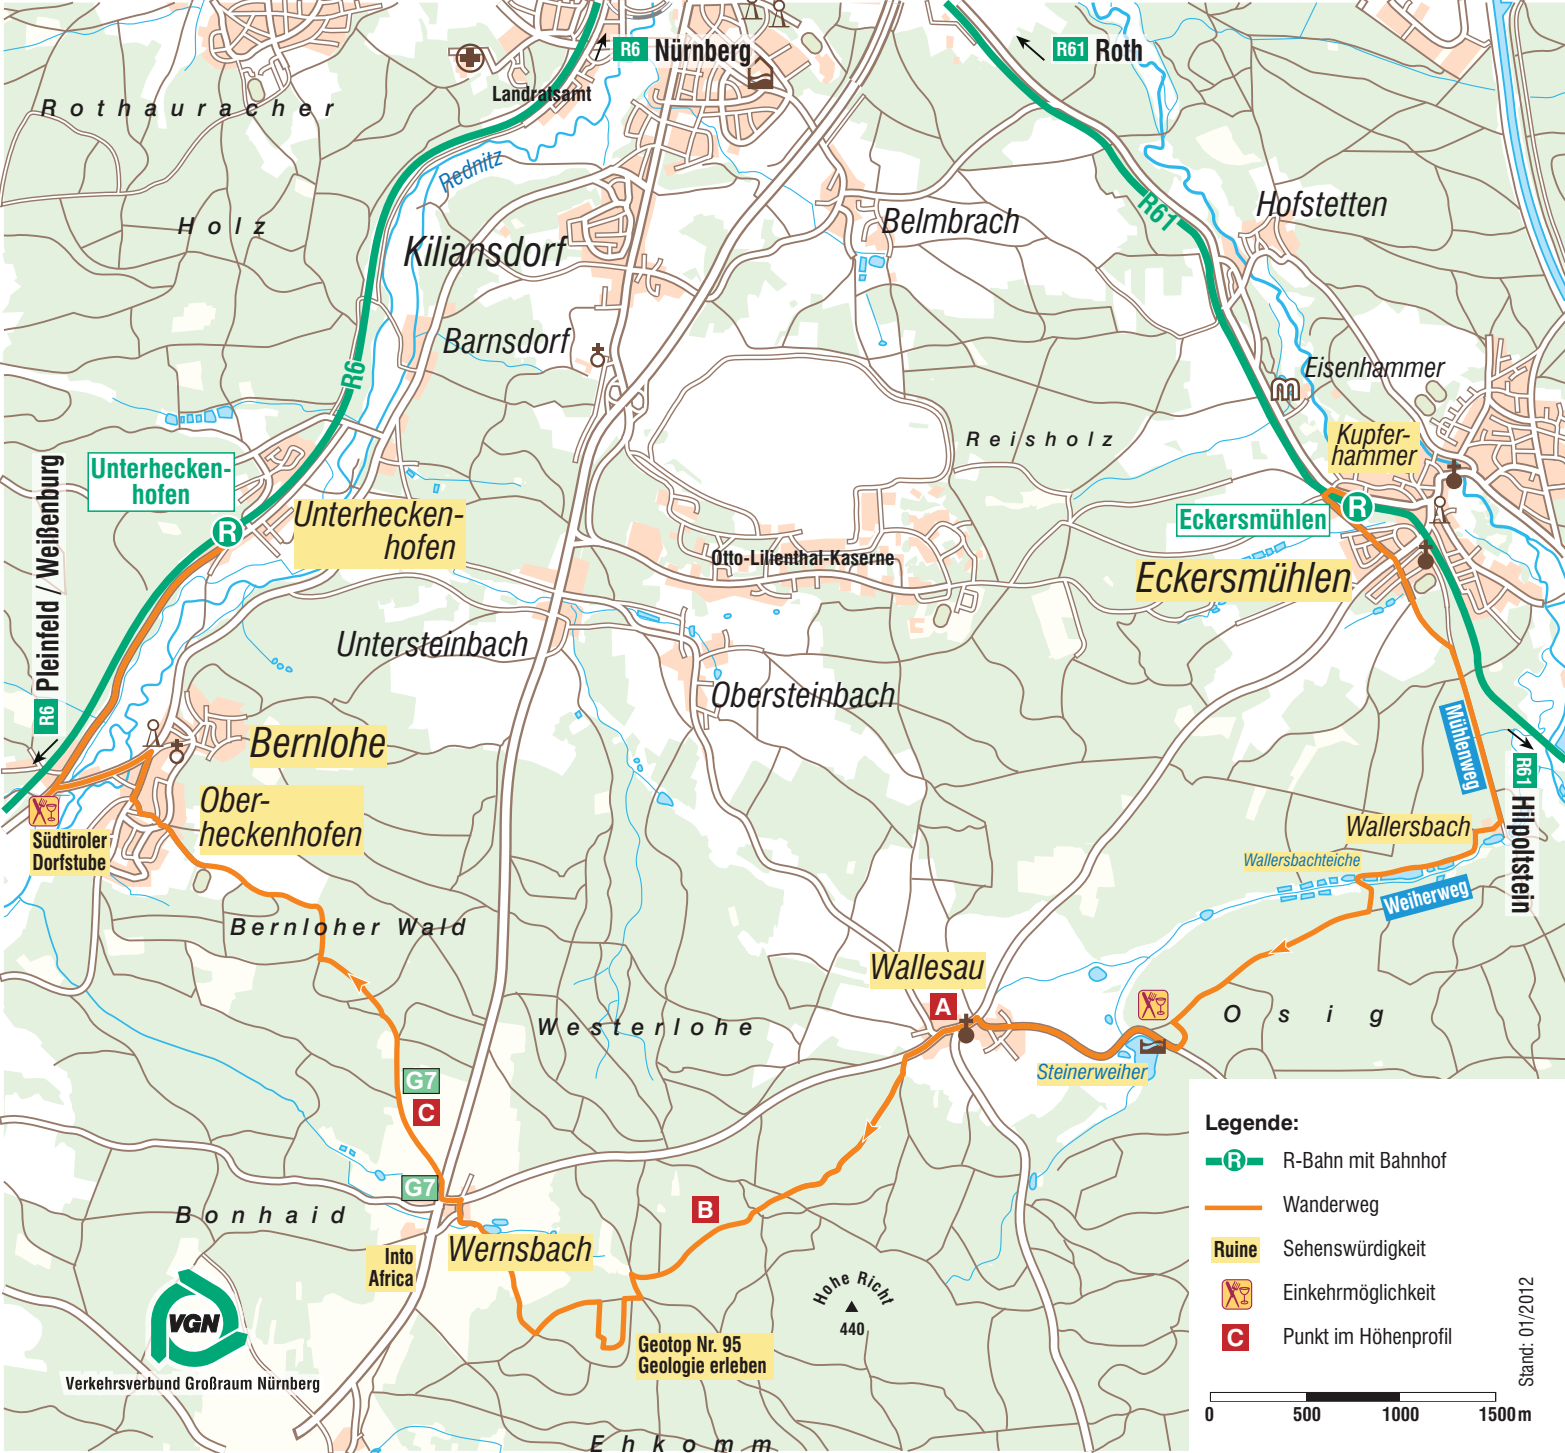 R6 Nürnberg
R61 Roth
Landratsamt
Rothauracher
Holz
Rednitz
R61
Hofstetten
Belmbrach
Kiliansdorf
Barnsdorf
R6
Eisenhammer
Reisholz
Kupfer-
hammer
Unterhecken-
hofen
R6 Pleinfeld / Weißenburg
R
Unterhecken-
hofen
R
Eckersmühlen
Otto-Lilienthal-Kaserne
Eckersmühlen
Untersteinbach
Obersteinbach
Bernlohe
Mühlenweg
R61 Hilpoltstein
Ober-
heckenhofen
Südtiroler
Dorfstube
Wallersbach
Wallersbachteiche
Weiherweg
Bernloher Wald
Wallesau
A
Osig
Westerlohe
Steinerweiher
G7
C
G7
B
Bonhaid
Into
Africa
Wernsbach
Hohe Richt
440
Geotop Nr. 95
Geologie erleben
VGN
Verkehrsverbund Großraum Nürnberg
Ehkomm
Legende:
R R-Bahn mit Bahnhof
Wanderweg
Ruine Sehenswürdigkeit
Einkehrmöglichkeit
C Punkt im Höhenprofil
0 500 1000 1500 m
Stand: 01/2012